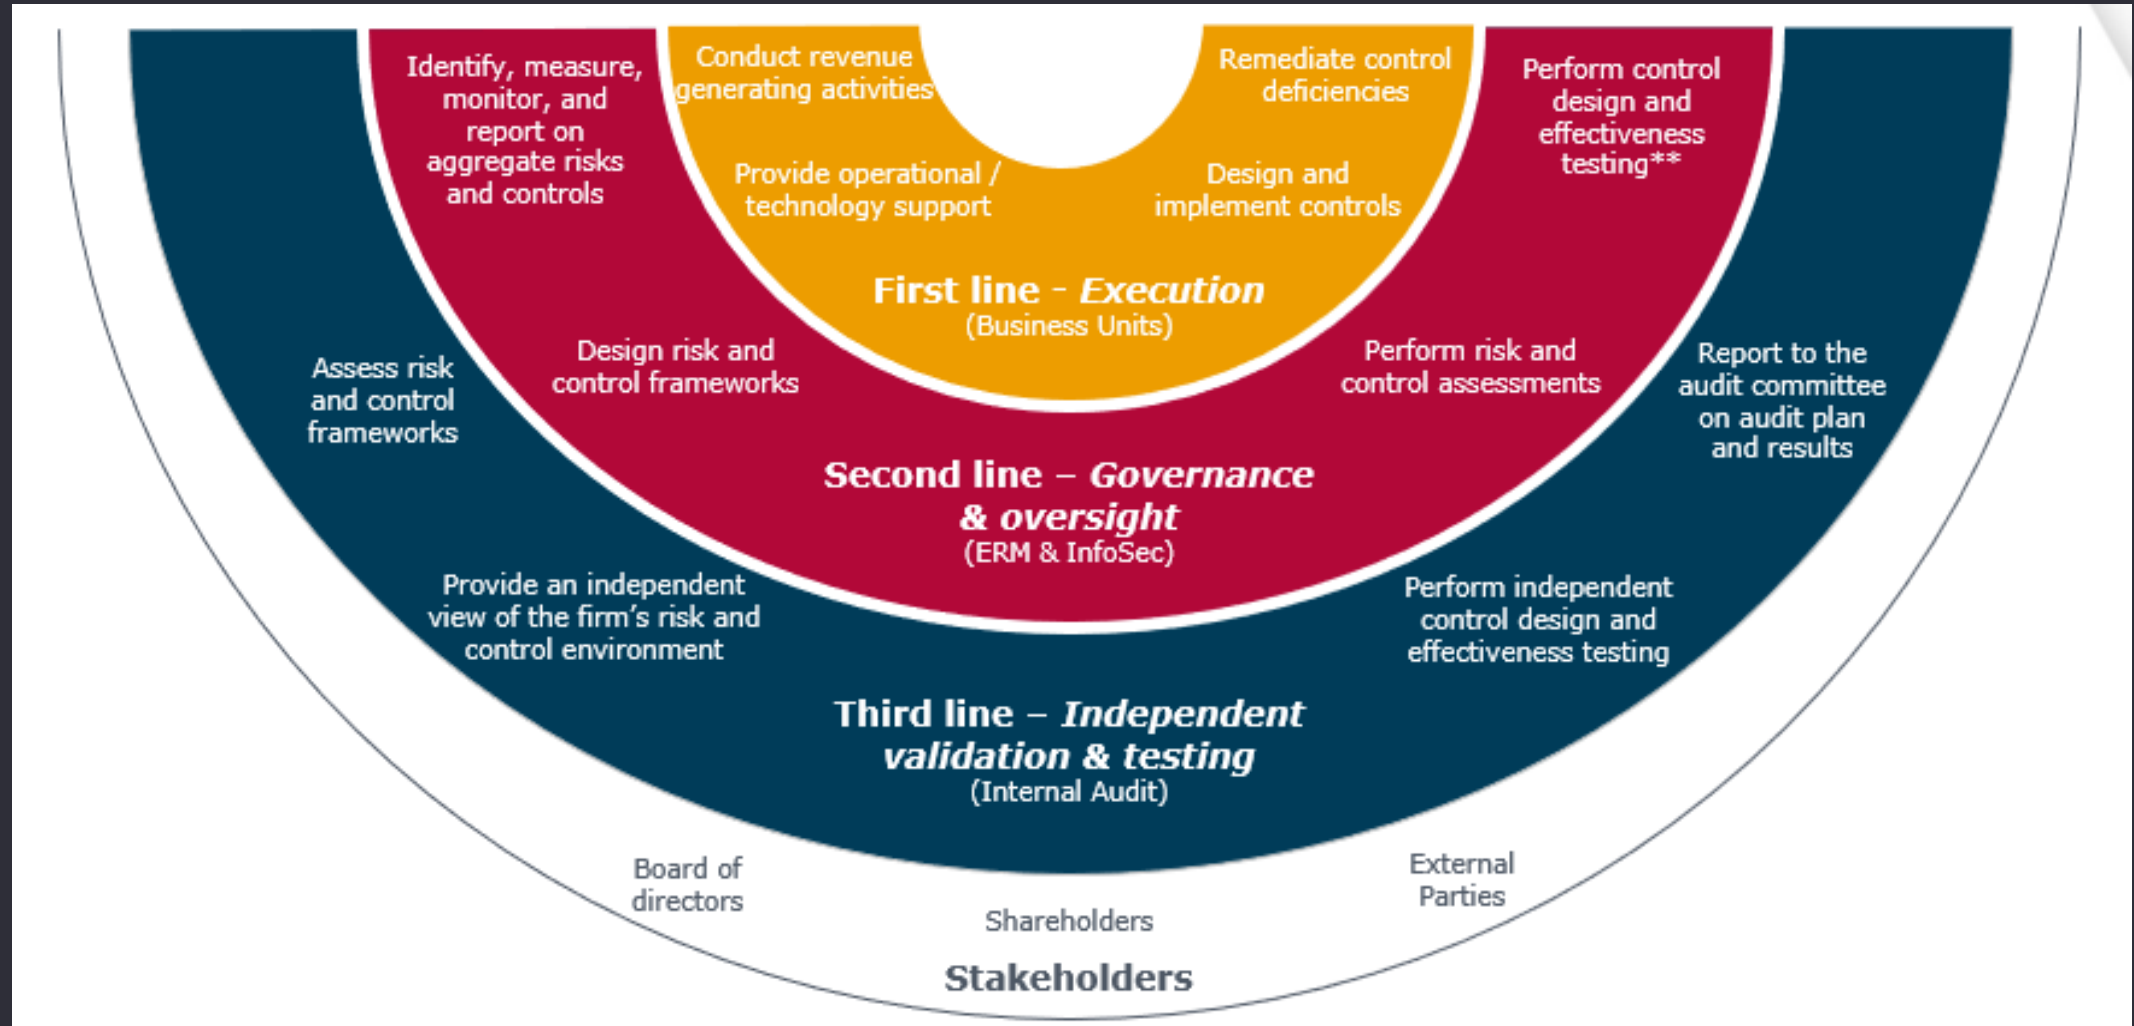 Conduct revenue
generating activities
Remediate control
deficiencies
Provide operational /
technology support
Design and
implement controls
First line - Execution
(Business Units)
Identify, measure,
monitor, and
report on
aggregate risks
and controls
Perform control
design and
effectiveness
testing**
Design risk and
control frameworks
Perform risk and
control assessments
Second line – Governance
& oversight
(ERM & InfoSec)
Assess risk
and control
frameworks
Report to the
audit committee
on audit plan
and results
Provide an independent
view of the firm’s risk and
control environment
Perform independent
control design and
effectiveness testing
Third line – Independent
validation & testing
(Internal Audit)
Board of
directors
Shareholders
External
Parties
Stakeholders